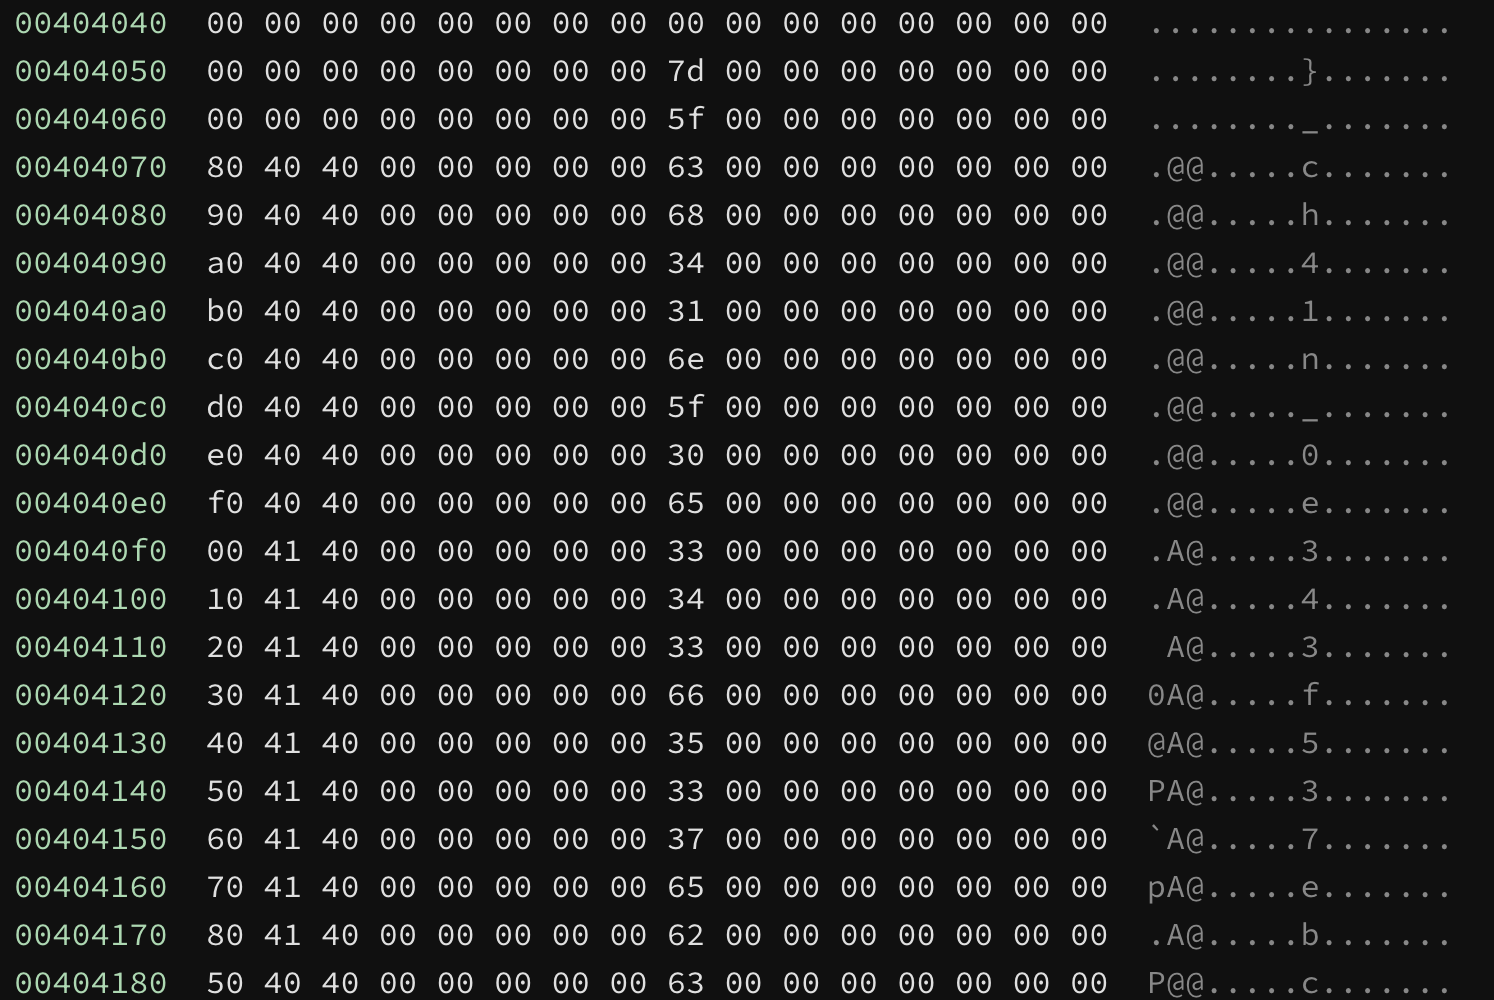 00404040 00 00 00 00 00 00 00 00 00 00 00 00 00 00 00 00 ................
00404050 00 00 00 00 00 00 00 00 7d 00 00 00 00 00 00 00 ........}.......
00404060 00 00 00 00 00 00 00 00 5f 00 00 00 00 00 00 00 ........_.......
00404070 80 40 40 00 00 00 00 00 63 00 00 00 00 00 00 00 .@@.....c.......
00404080 90 40 40 00 00 00 00 00 68 00 00 00 00 00 00 00 .@@.....h.......
00404090 a0 40 40 00 00 00 00 00 34 00 00 00 00 00 00 00 .@@.....4.......
004040a0 b0 40 40 00 00 00 00 00 31 00 00 00 00 00 00 00 .@@.....1.......
004040b0 c0 40 40 00 00 00 00 00 6e 00 00 00 00 00 00 00 .@@.....n.......
004040c0 d0 40 40 00 00 00 00 00 5f 00 00 00 00 00 00 00 .@@....._.......
004040d0 e0 40 40 00 00 00 00 00 30 00 00 00 00 00 00 00 .@@.....0.......
004040e0 f0 40 40 00 00 00 00 00 65 00 00 00 00 00 00 00 .@@.....e.......
004040f0 00 41 40 00 00 00 00 00 33 00 00 00 00 00 00 00 .A@.....3.......
00404100 10 41 40 00 00 00 00 00 34 00 00 00 00 00 00 00 .A@.....4.......
00404110 20 41 40 00 00 00 00 00 33 00 00 00 00 00 00 00  A@.....3.......
00404120 30 41 40 00 00 00 00 00 66 00 00 00 00 00 00 00 0A@.....f.......
00404130 40 41 40 00 00 00 00 00 35 00 00 00 00 00 00 00 @A@.....5.......
00404140 50 41 40 00 00 00 00 00 33 00 00 00 00 00 00 00 PA@.....3.......
00404150 60 41 40 00 00 00 00 00 37 00 00 00 00 00 00 00 `A@.....7.......
00404160 70 41 40 00 00 00 00 00 65 00 00 00 00 00 00 00 pA@.....e.......
00404170 80 41 40 00 00 00 00 00 62 00 00 00 00 00 00 00 .A@.....b.......
00404180 50 40 40 00 00 00 00 00 63 00 00 00 00 00 00 00 P@@.....c.......